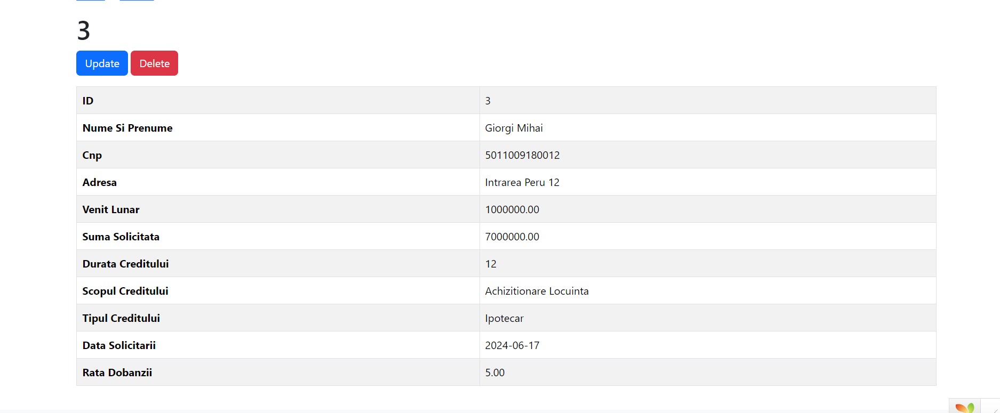 3
Update Delete
ID 3
Nume Si Prenume Giorgi Mihai
Cnp 5011009180012
Adresa Intrarea Peru 12
Venit Lunar 1000000.00
Suma Solicitata 7000000.00
Durata Creditului 12
Scopul Creditului Achizitionare Locuinta
Tipul Creditului Ipotecar
Data Solicitarii 2024-06-17
Rata Dobanzii 5.00